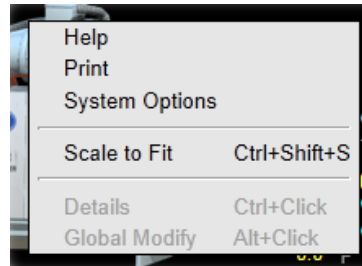 Help
Print
System Options
Scale to Fit Ctrl+Shift+S
Details Ctrl+Click
Global Modify Alt+Click